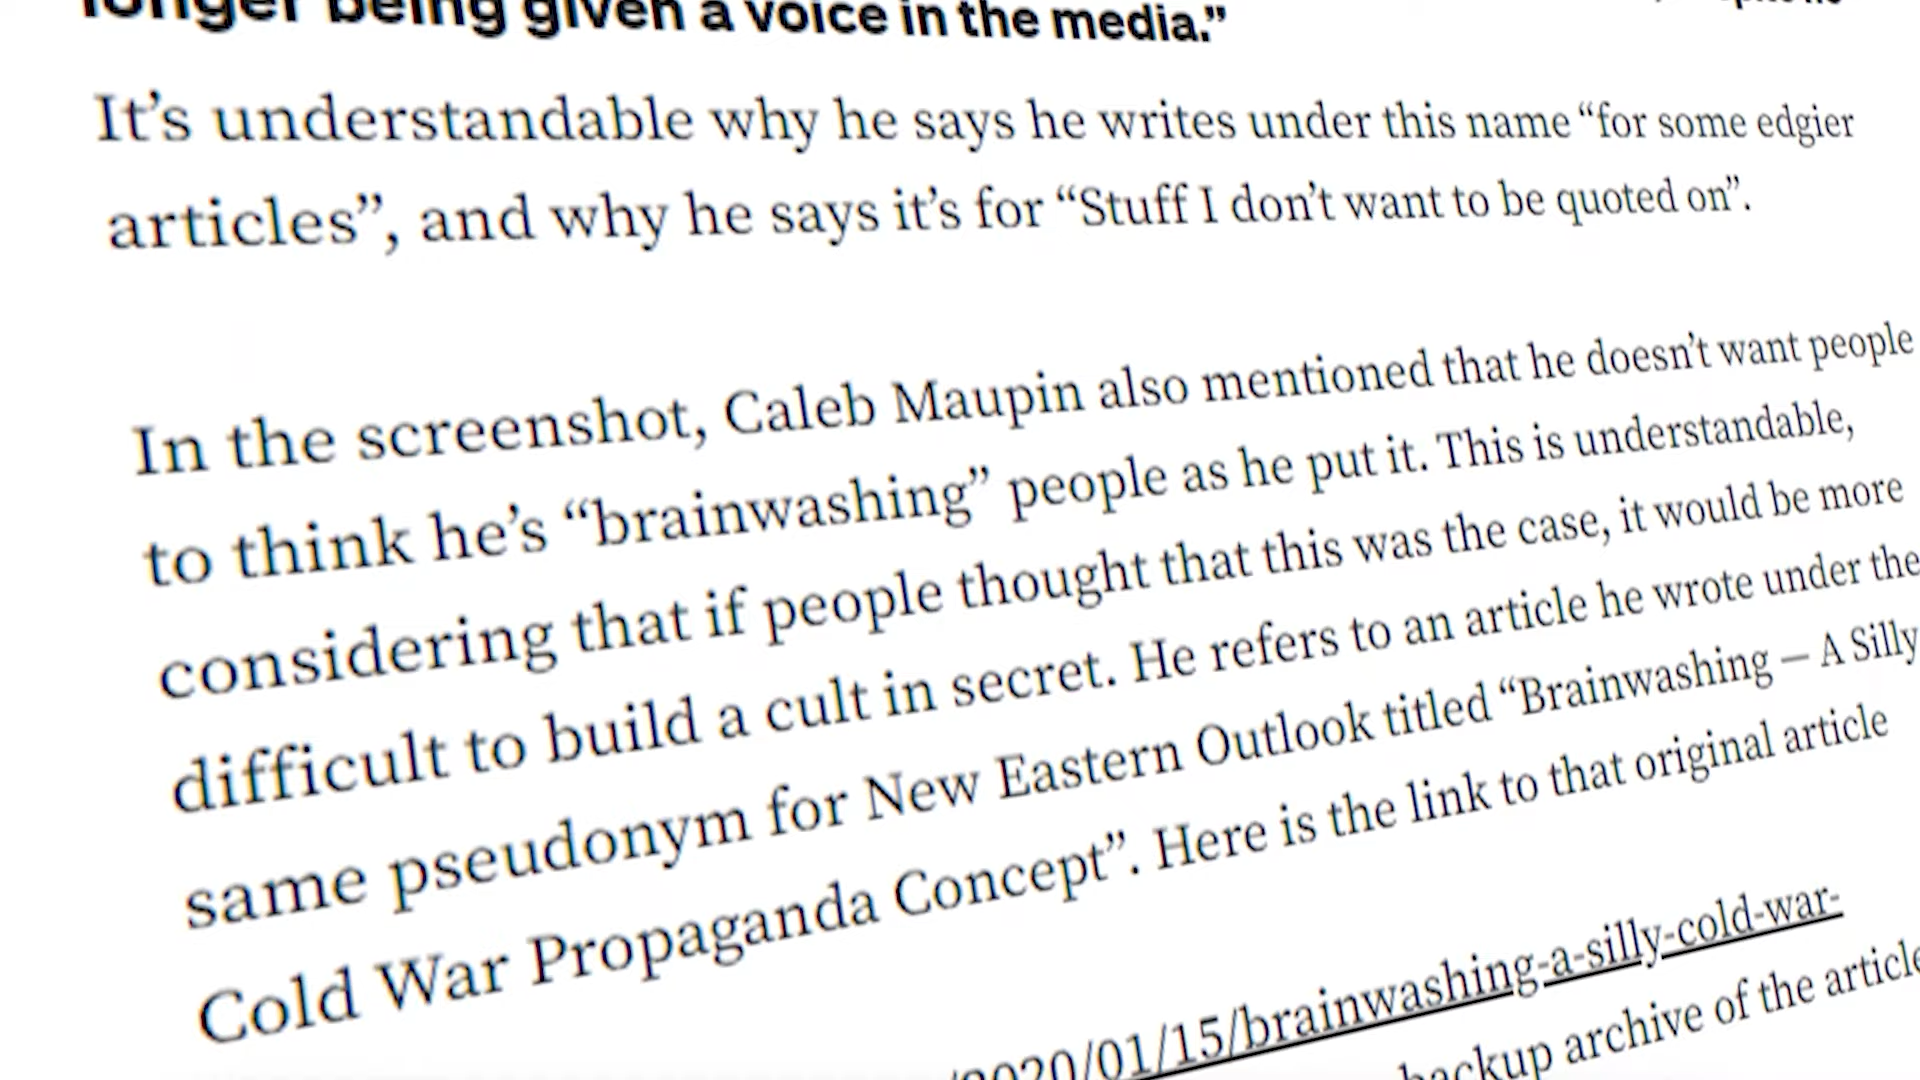 longer being given a voice in the media.”
It’s understandable why he says he writes under this name “for some edgier
articles”, and why he says it’s for “Stuff I don’t want to be quoted on”.
In the screenshot, Caleb Maupin also mentioned that he doesn’t want people
to think he’s “brainwashing” people as he put it. This is understandable,
considering that if people thought that this was the case, it would be more
difficult to build a cult in secret. He refers to an article he wrote under the
same pseudonym for New Eastern Outlook titled “Brainwashing – A Silly
Cold War Propaganda Concept”. Here is the link to that original article
/2020/01/15/brainwashing-a-silly-cold-war-
backup archive of the article